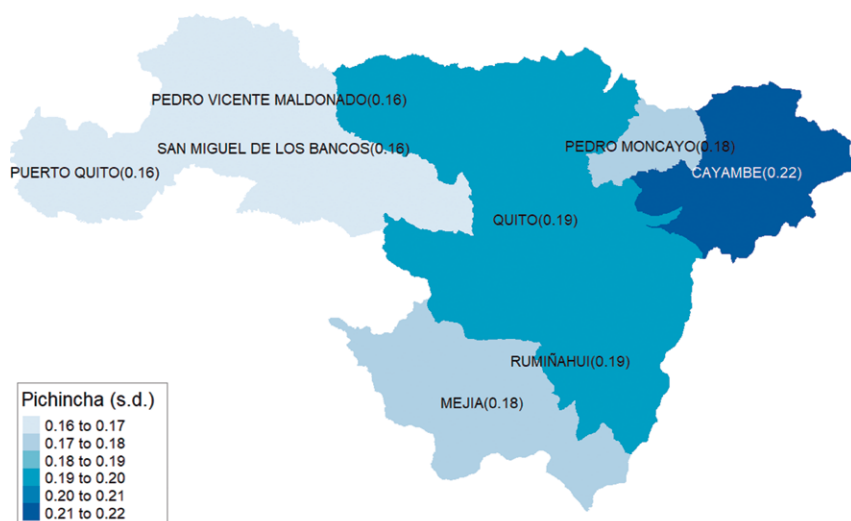 PEDRO VICENTE MALDONADO(0.16)
SAN MIGUEL DE LOS BANCOS(0.16)
PEDRO MONCAYO(0.18)
PUERTO QUITO(0.16)
CAYAMBE(0.22)
QUITO(0.19)
RUMIÑAHUI(0.19)
MEJIA(0.18)
Pichincha (s.d.)
0.16 to 0.17
0.17 to 0.18
0.18 to 0.19
0.19 to 0.20
0.20 to 0.21
0.21 to 0.22